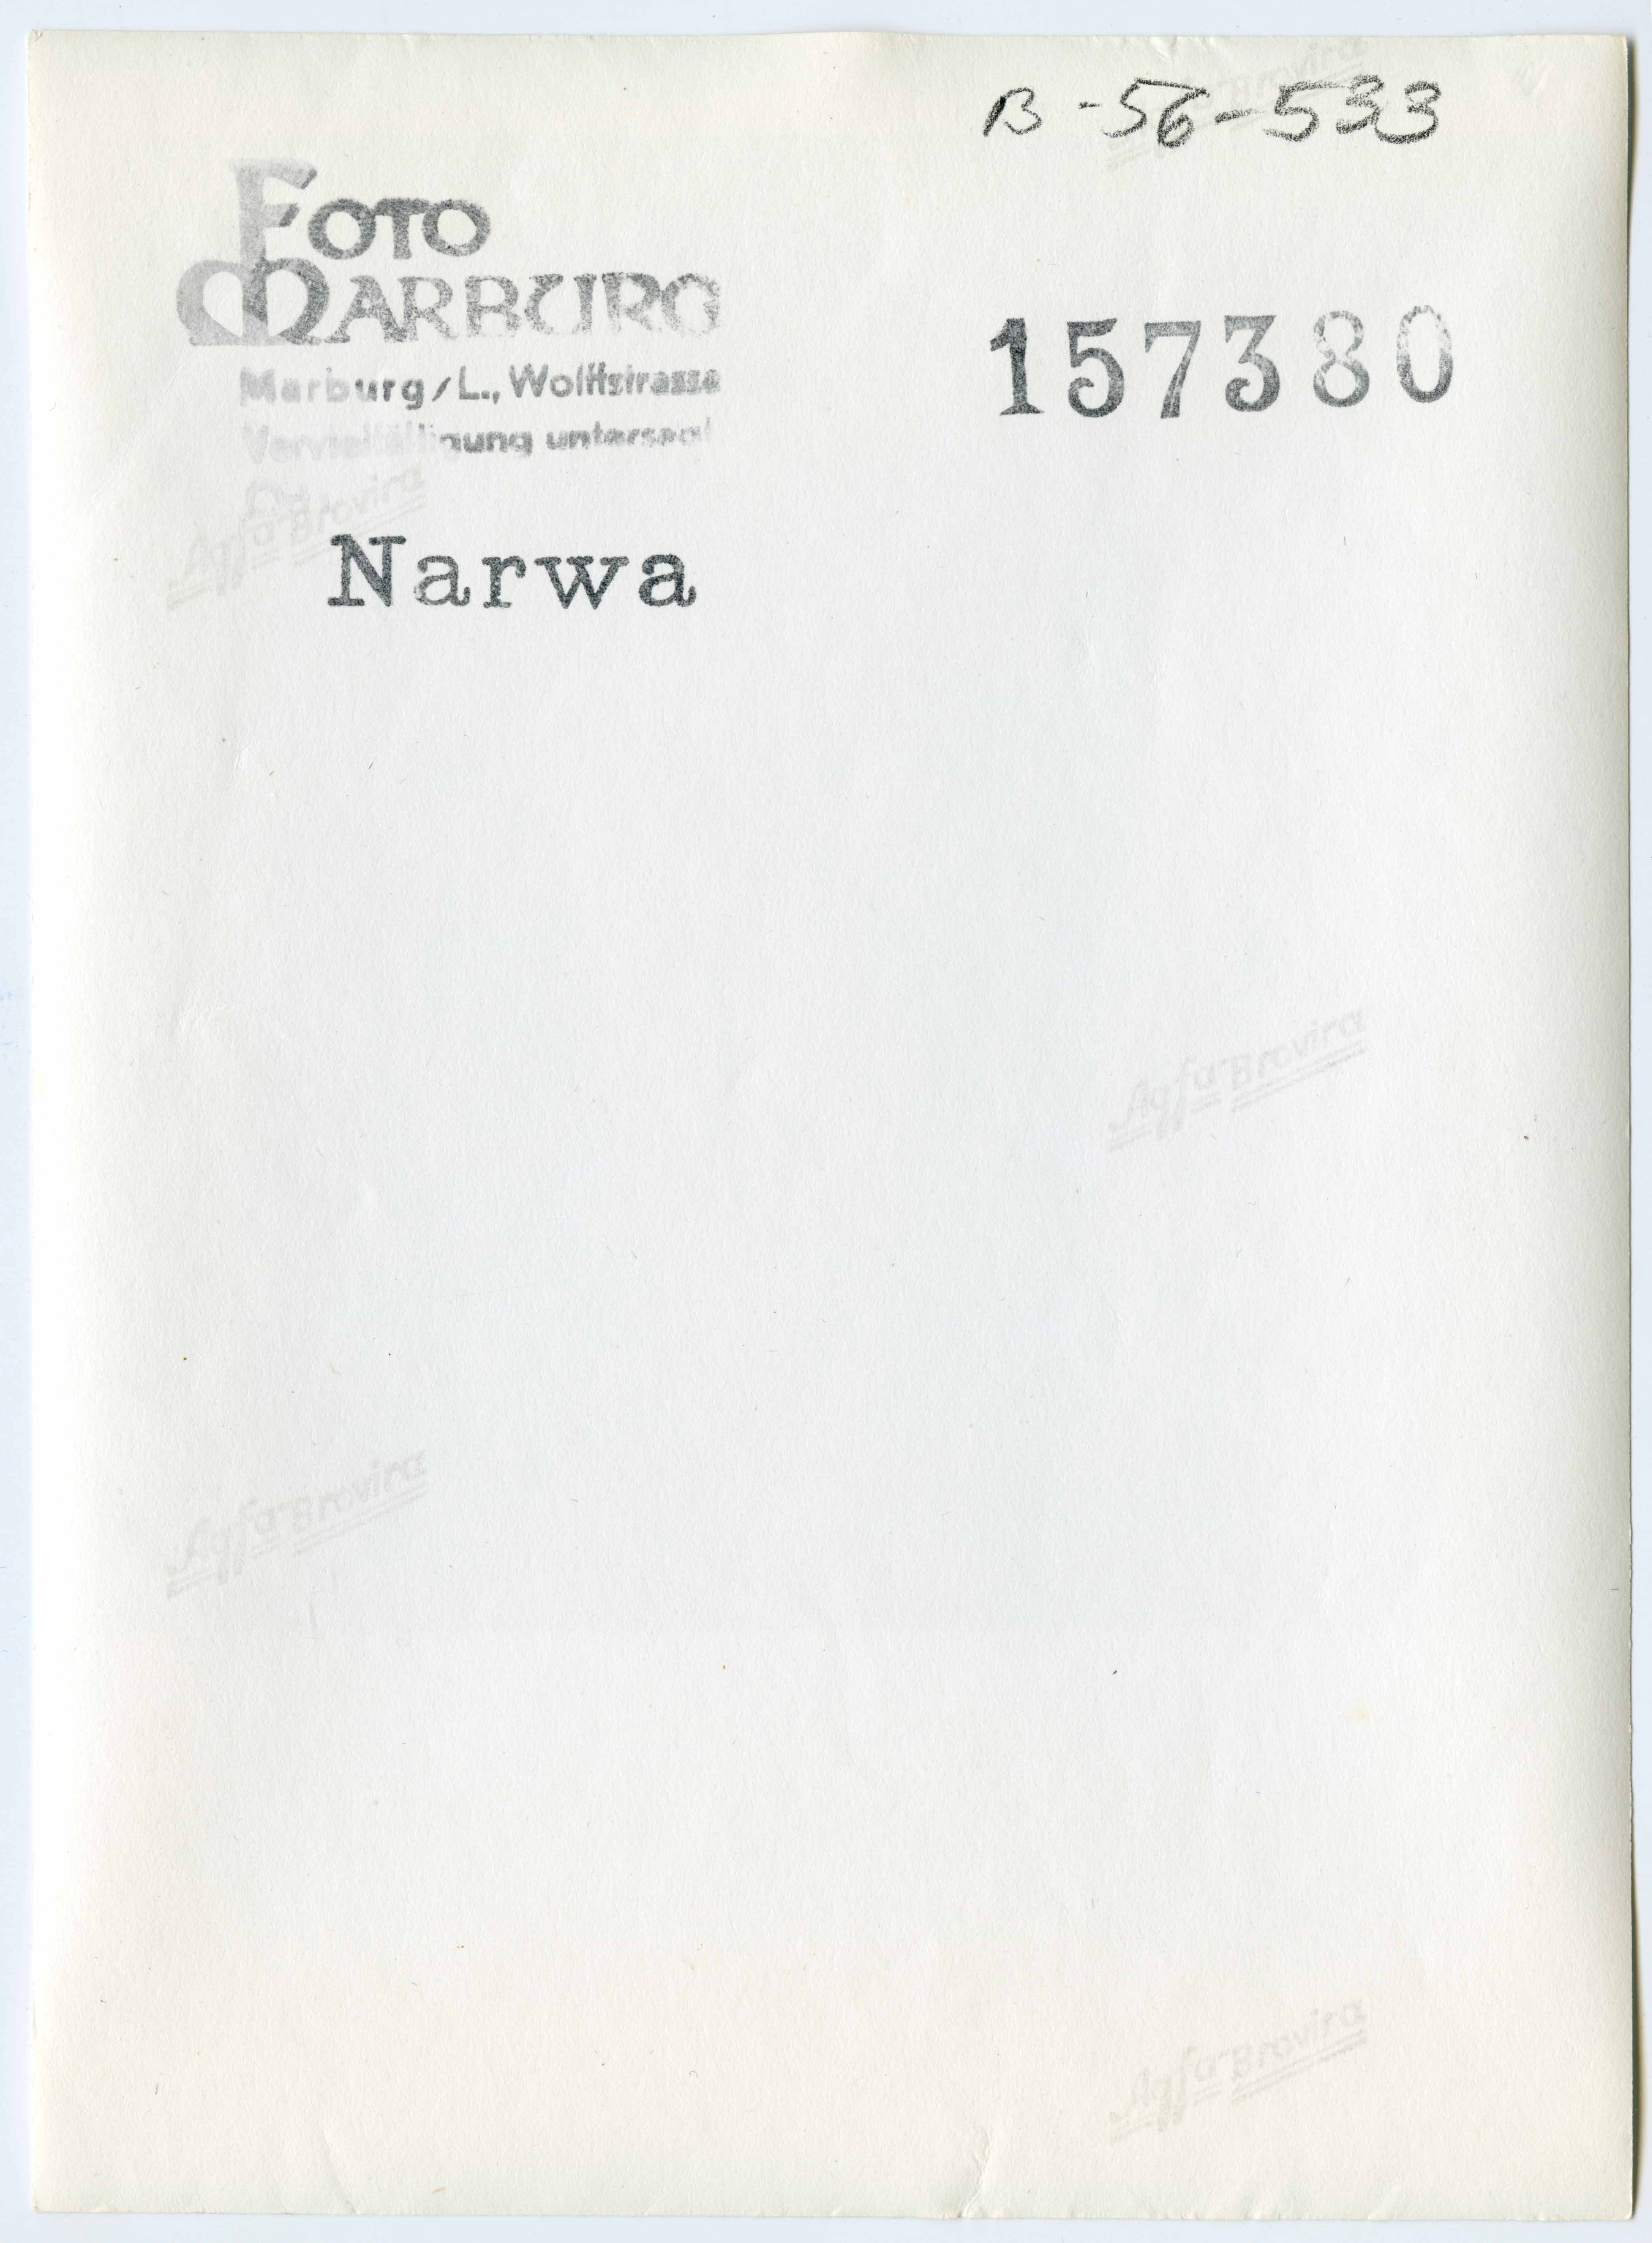 B-56-533
FOTO
MARBURG
157380
Marburg/L., Wolffstrasse
Vervielfältigung untersagt
Narwa
Agfa Brovira
Agfa Brovira
Agfa Brovira
Agfa Brovira
Agfa Brovira